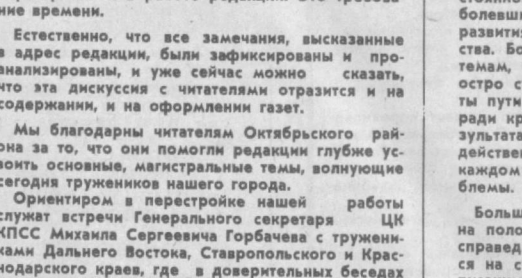 ние времени.
Естественно, что все замечания, высказанные
в адрес редакции, были зафиксированы и про-
анализированы, и уже сейчас можно сказать,
что эта дискуссия с читателями отразится и на
содержании, и на оформлении газет.
Мы благодарны читателям Октябрьского рай-
она за то, что они помогли редакции глубже ус-
воить основные, магистральные темы, волнующие
сегодня тружеников нашего города.
Ориентиром в перестройке нашей работы
служат встречи Генерального секретаря ЦК
КПСС Михаила Сергеевича Горбачева с тружени-
ками Дальнего Востока, Ставропольского и Крас-
нодарского краев, где в доверительных беседах
болевш
развития
ства. Бо
темам,
остро с
ты пути
ради кр
зультата
действен
каждом
блемы.
Больш
на поло
справед
ся на с